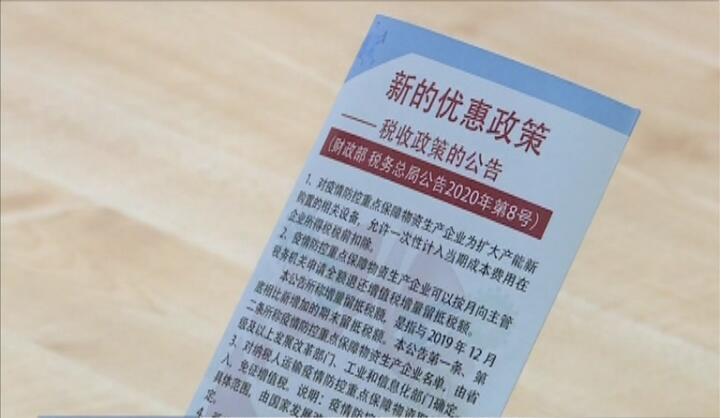 新的优惠政策
——税收政策的公告
（财政部 税务总局公告2020年第8号）
1、对疫情防控重点保障物资生产企业为扩大产能新
购置的相关设备，允许一次性计入当期成本费用在
企业所得税税前扣除。
2、疫情防控重点保障物资生产企业可以按月向主管
税务机关申请全额退还增值税增量留抵税额。
本公告所称增量留抵税额，是指与2019年12月
底相比新增加的期末留抵税额。本公告第一条、第
二条所称疫情防控重点保障物资生产企业名单，由省
级及以上发展改革部门、工业和信息化部门确定。
3、对纳税人运输疫情防控重点保障物资取得的收
入，免征增值税。说明：疫情防控
具体范围，由国家发展改
定。
4、